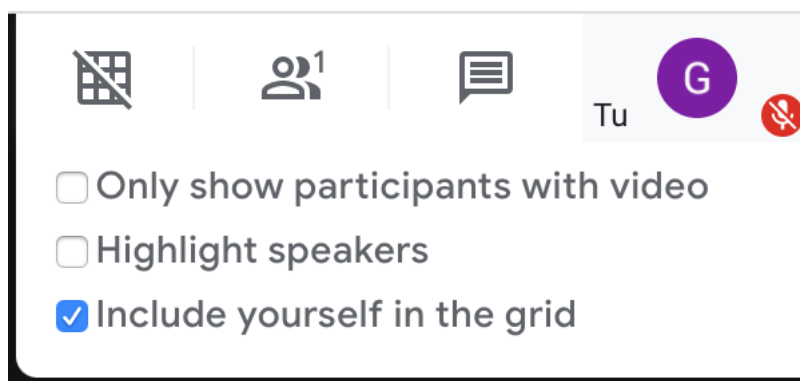 1
G
Tu
Only show participants with video
Highlight speakers
Include yourself in the grid